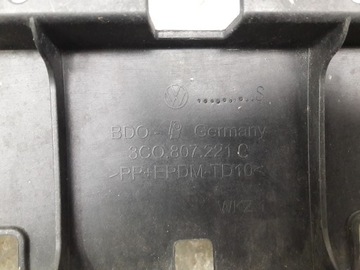 BDO Germany
3C0.807.221 C
>PP+EPDM-TD10<
WKZ